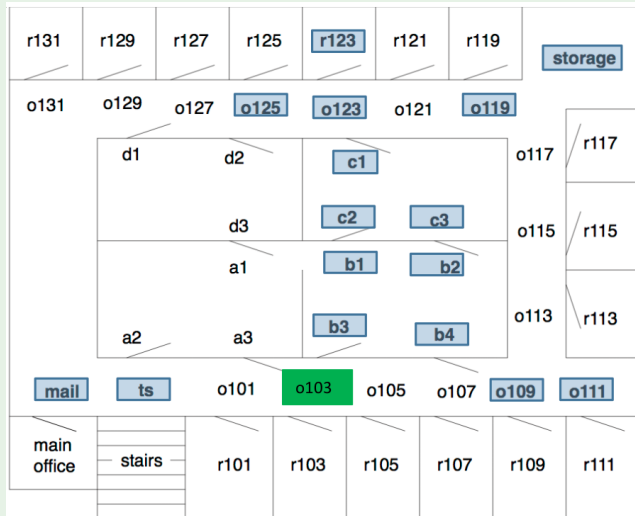 r131 r129 r127 r125 r123 r121 r119
storage
o131 o129 o127 o125 o123 o121 o119
d1 d2 c1 o117 r117
d3 c2 c3 o115 r115
a1 b1 b2
a2 a3 b3 b4 o113 r113
mail ts o101 o103 o105 o107 o109 o111
main
office stairs r101 r103 r105 r107 r109 r111